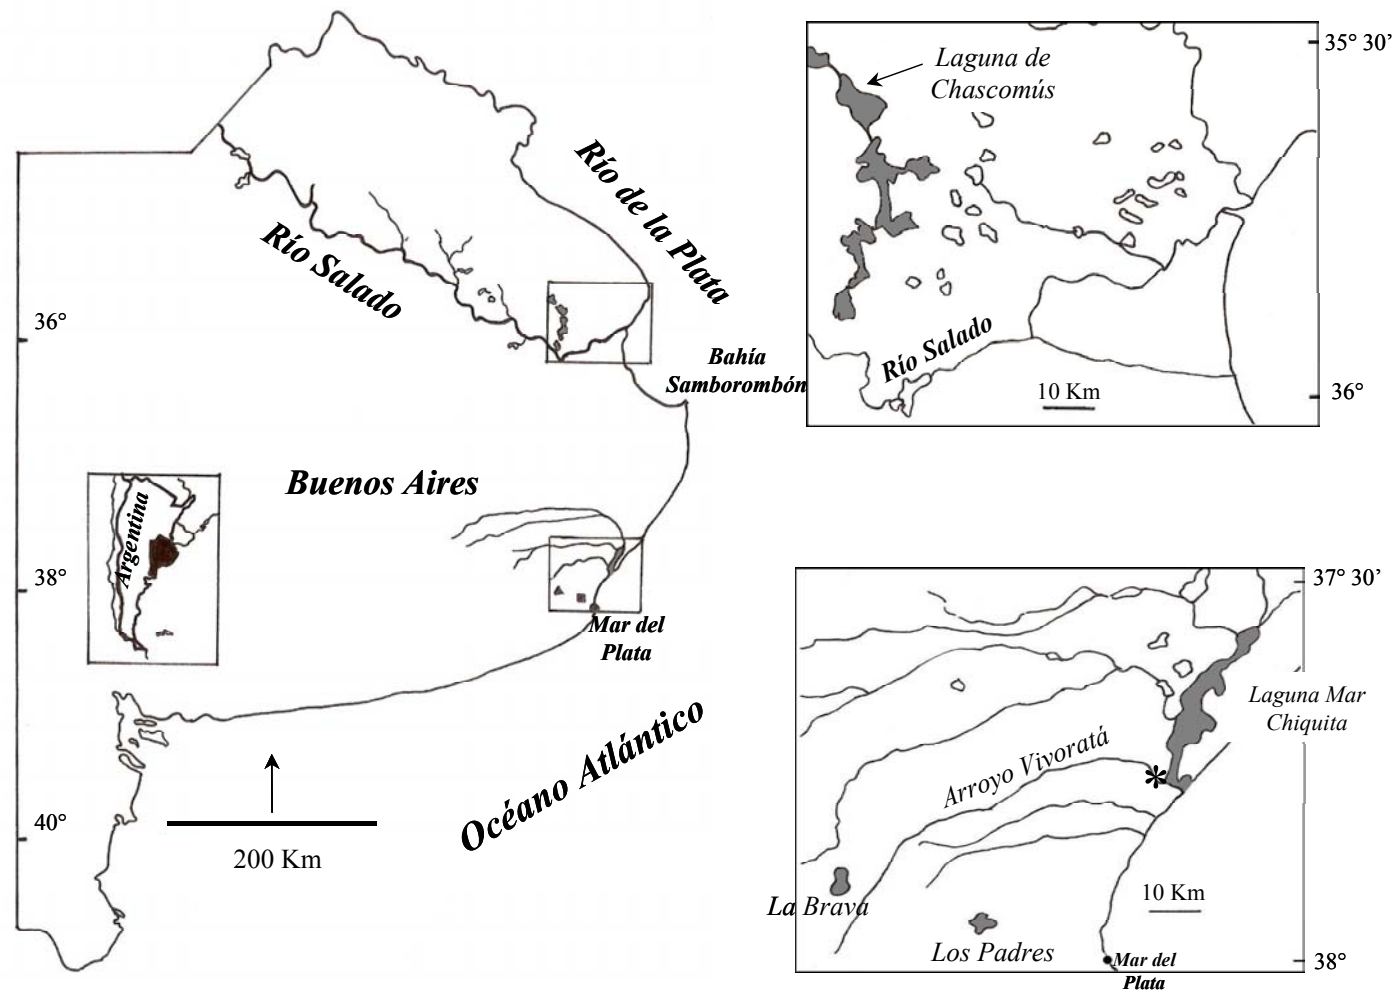 Río de la Plata
Río Salado
36°
Bahía
Samborombón
Buenos Aires
Argentina
38°
Mar del
Plata
Océano Atlántico
40°
200 Km
Laguna de
Chascomús
35° 30’
Río Salado
10 Km
36°
37° 30’
Laguna Mar
Chiquita
Arroyo Vivoratá
*
La Brava
Los Padres
10 Km
Mar del
Plata
38°